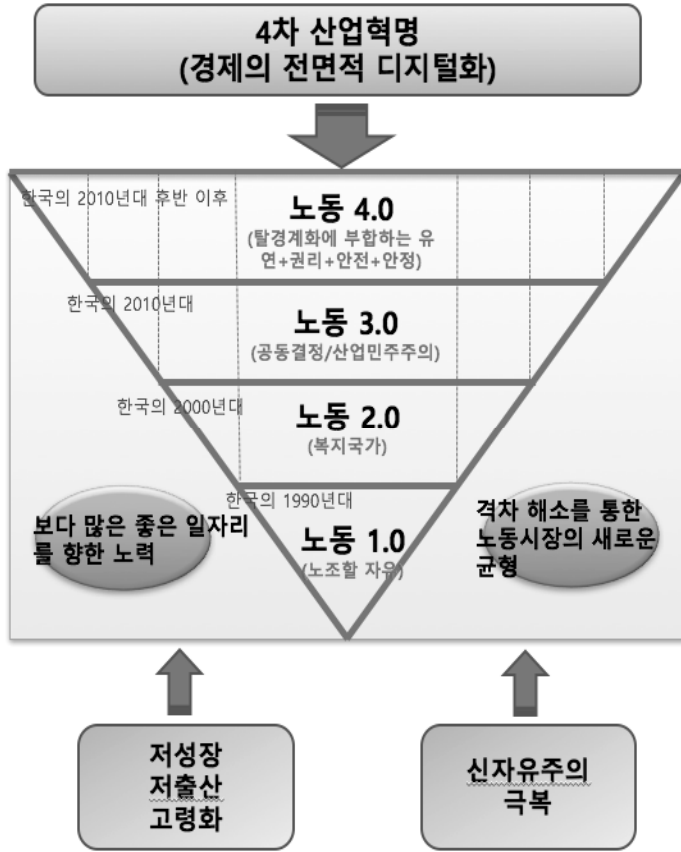 4차 산업혁명
(경제의 전면적 디지털화)
한국의 2010년대 후반 이후
노동 4.0
(탈경계화에 부합하는 유
연+권리+안전+안정)
한국의 2010년대
노동 3.0
(공동결정/산업민주주의)
한국의 2000년대
노동 2.0
(복지국가)
한국의 1990년대
노동 1.0
(노조할 자유)
보다 많은 좋은 일자리
를 향한 노력
격차 해소를 통한
노동시장의 새로운
균형
저성장
저출산
고령화
신자유주의
극복